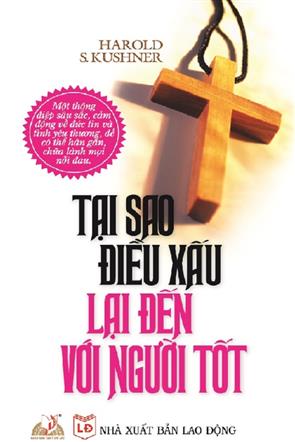 HAROLD
S. KUSHNER
Một thông
điệp sâu sắc, cảm
động về đức tin và
tình yêu thương, để
có thể hàn gắn,
chữa lành mọi
nỗi đau.
TẠI SAO
ĐIỀU XẤU
LẠI ĐẾN
VỚI NGƯỜI TỐT
LĐ NHÀ XUẤT BẢN LAO ĐỘNG